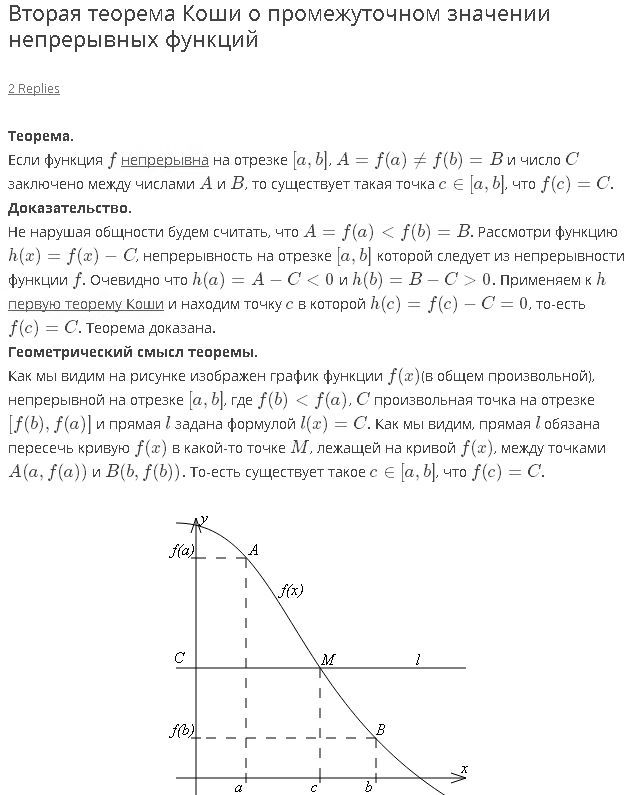 Вторая теорема Коши о промежуточном значении
непрерывных функций
2 Replies
Теорема.
Если функция f непрерывна на отрезке [a, b], A = f(a) ≠ f(b) = B и число C
заключено между числами A и B, то существует такая точка c ∈ [a, b], что f(c) = C.
Доказательство.
Не нарушая общности будем считать, что A = f(a) < f(b) = B. Рассмотри функцию
h(x) = f(x) − C, непрерывность на отрезке [a, b] которой следует из непрерывности
функции f. Очевидно что h(a) = A − C < 0 и h(b) = B − C > 0. Применяем к h
первую теорему Коши и находим точку c в которой h(c) = f(c) − C = 0, то-есть
f(c) = C. Теорема доказана.
Геометрический смысл теоремы.
Как мы видим на рисунке изображен график функции f(x)(в общем произвольной),
непрерывной на отрезке [a, b], где f(b) < f(a), C произвольная точка на отрезке
[f(b), f(a)] и прямая l задана формулой l(x) = C. Как мы видим, прямая l обязана
пересечь кривую f(x) в какой-то точке M, лежащей на кривой f(x), между точками
A(a, f(a)) и B(b, f(b)). То-есть существует такое c ∈ [a, b], что f(c) = C.
y
f(a) A
f(x)
C M l
f(b) B
x
a c b